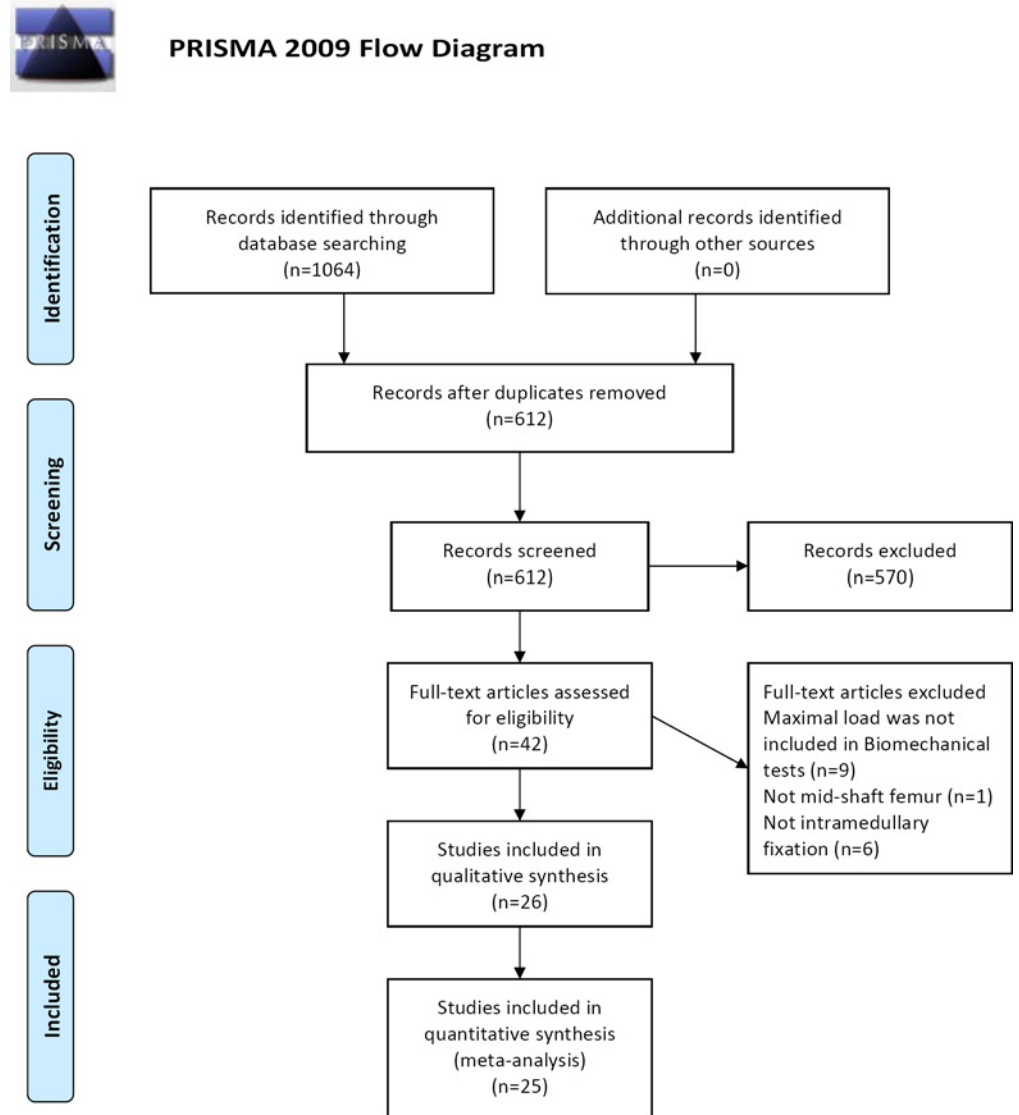 PRISMA
PRISMA 2009 Flow Diagram
Identification
Records identified through
database searching
(n=1064)
Additional records identified
through other sources
(n=0)
Records after duplicates removed
(n=612)
Screening
Records screened
(n=612)
Records excluded
(n=570)
Eligibility
Full-text articles assessed
for eligibility
(n=42)
Full-text articles excluded
Maximal load was not
included in Biomechanical
tests (n=9)
Not mid-shaft femur (n=1)
Not intramedullary
fixation (n=6)
Studies included in
qualitative synthesis
(n=26)
Included
Studies included in
quantitative synthesis
(meta-analysis)
(n=25)